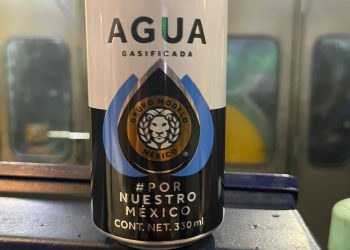 AGUA
GASIFICADA
GRUPO MODELO
MÉXICO
#POR
NUESTRO
MÉXICO
CONT. NET. 330 ml